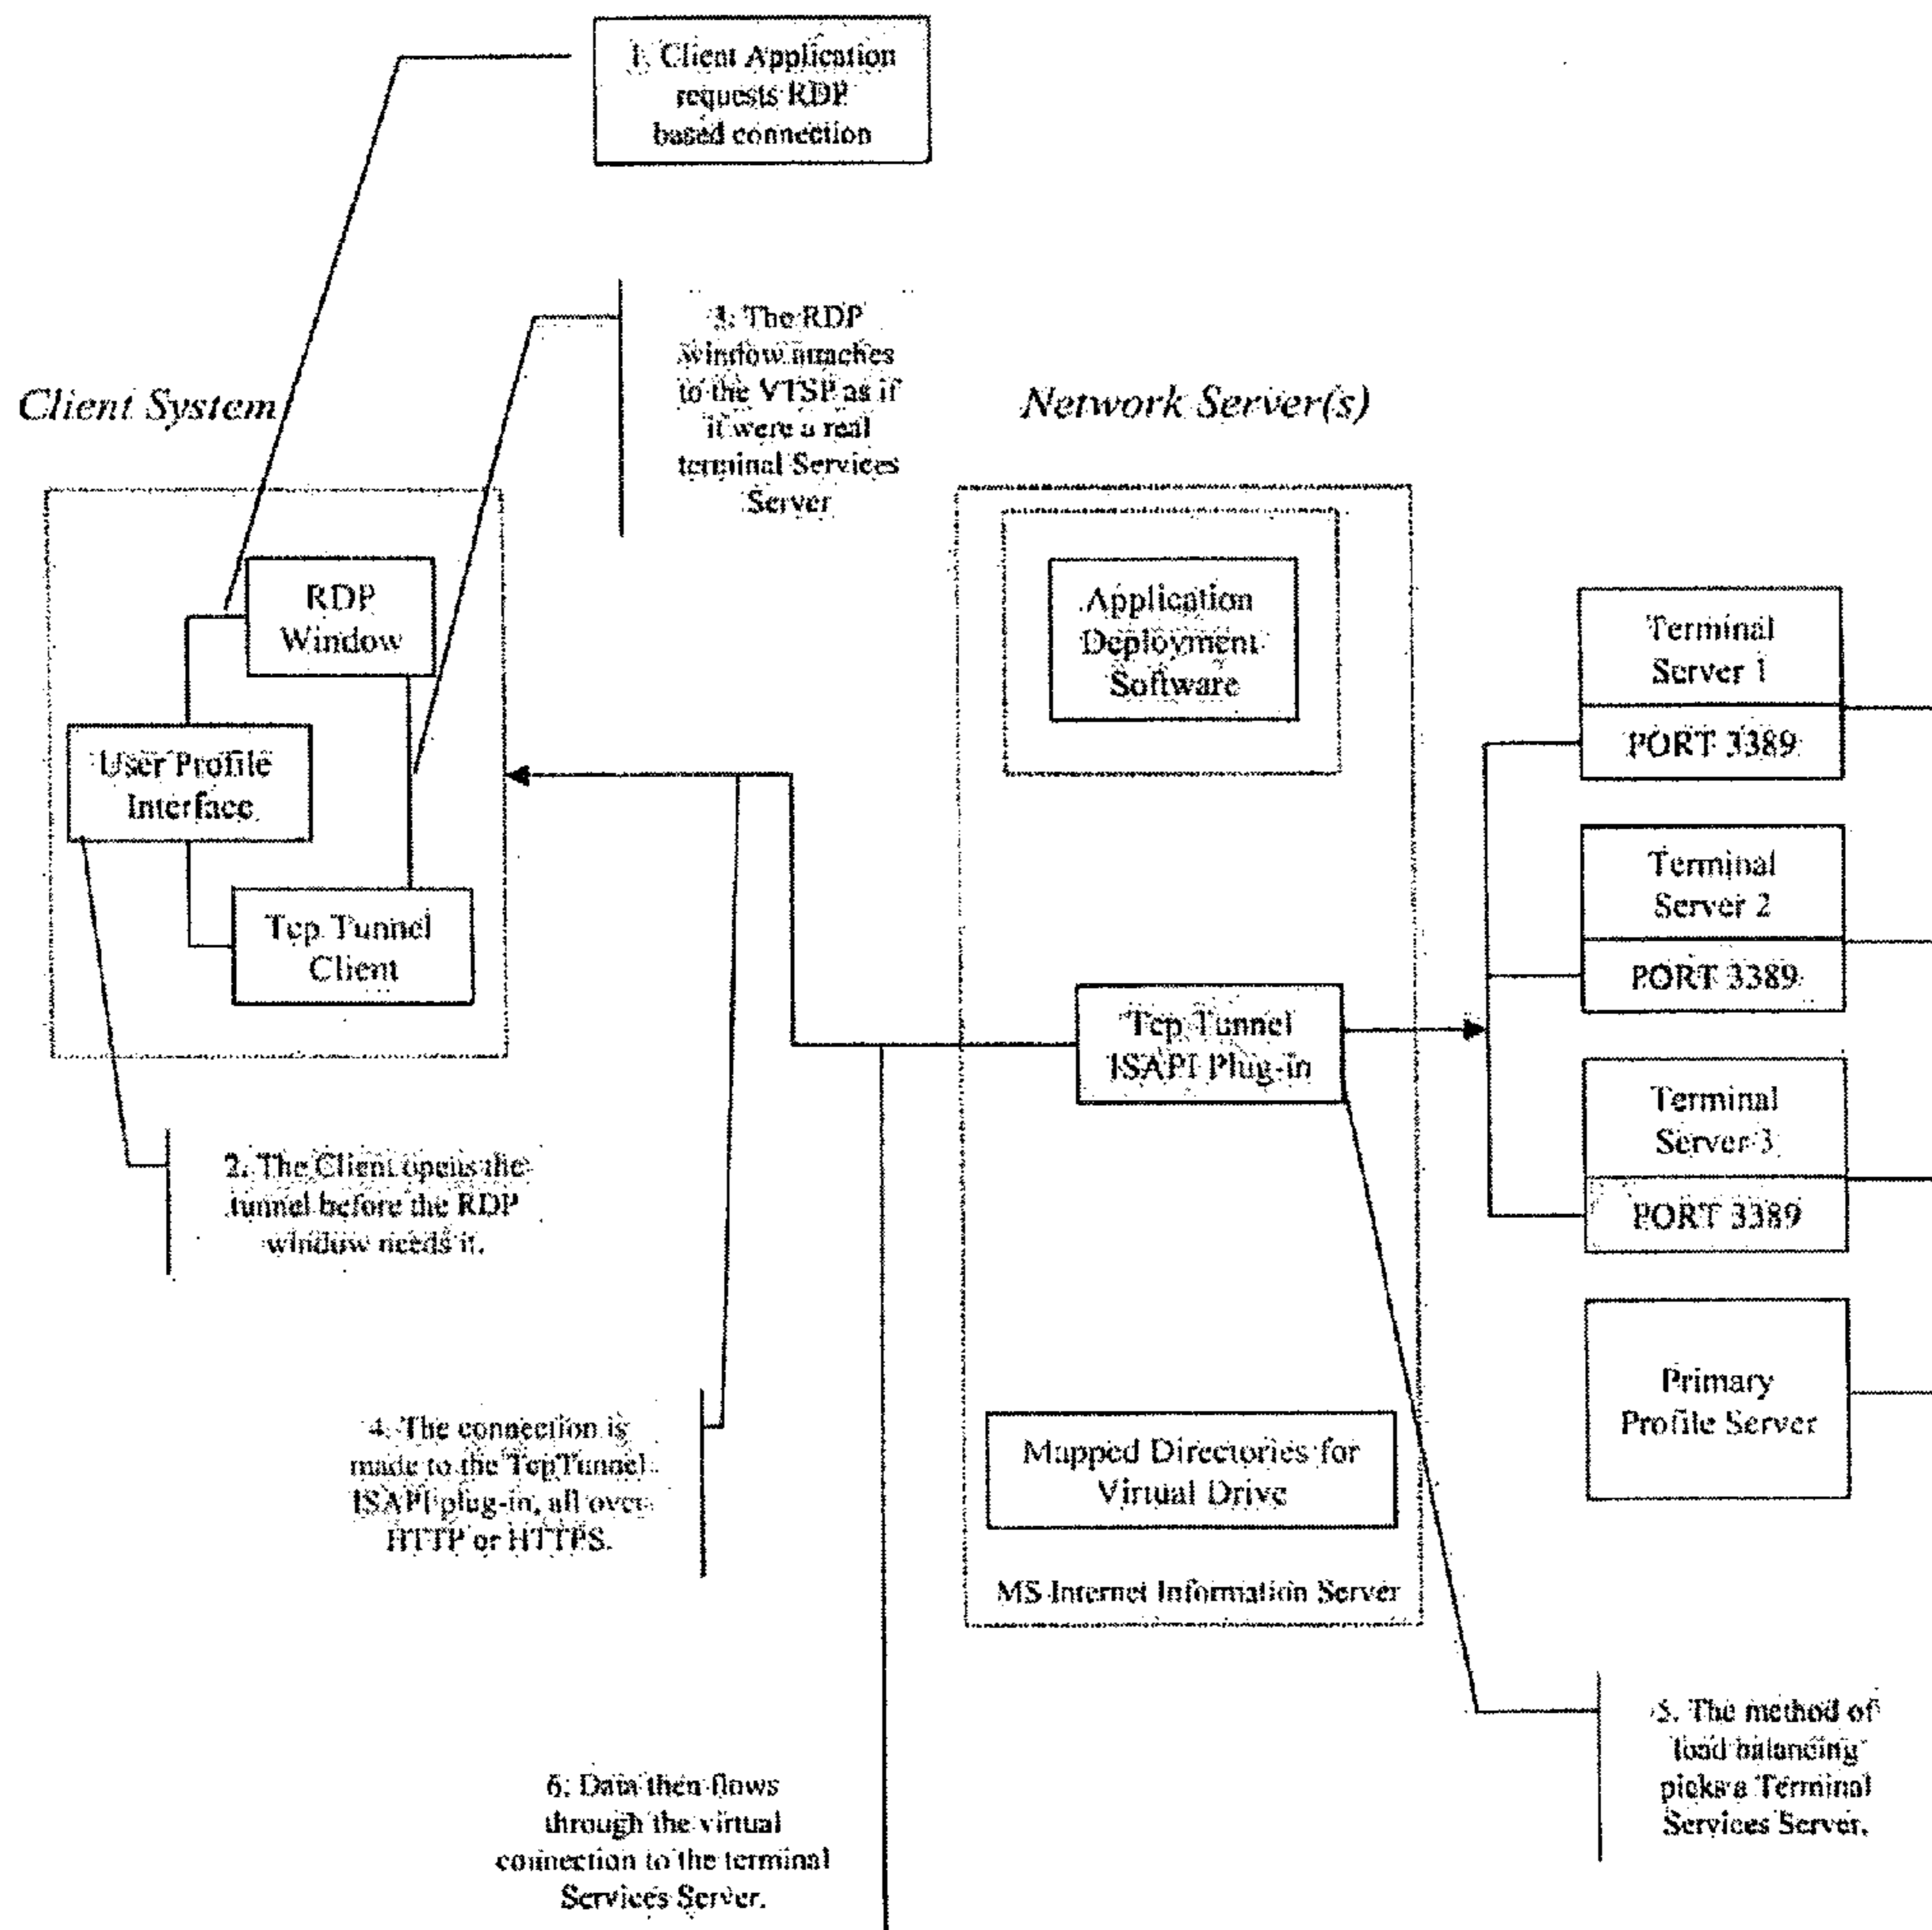 1. Client Application
requests RDP
based connection
3. The RDP
window attaches
to the VTSP as if
it were a real
terminal Services
Server
Client System
Network Server(s)
RDP
Window
User Profile
Interface
Tcp Tunnel
Client
Application
Deployment
Software
Terminal
Server 1
PORT 3389
Terminal
Server 2
PORT 3389
Tcp Tunnel
ISAPI Plug-in
Terminal
Server 3
PORT 3389
2. The Client opens the
tunnel before the RDP
window needs it.
Primary
Profile Server
4. The connection is
made to the TcpTunnel
ISAPI plug-in, all over
HTTP or HTTPS.
Mapped Directories for
Virtual Drive
MS Internet Information Server
5. The method of
load balancing
picks a Terminal
Services Server.
6. Data then flows
through the virtual
connection to the terminal
Services Server.